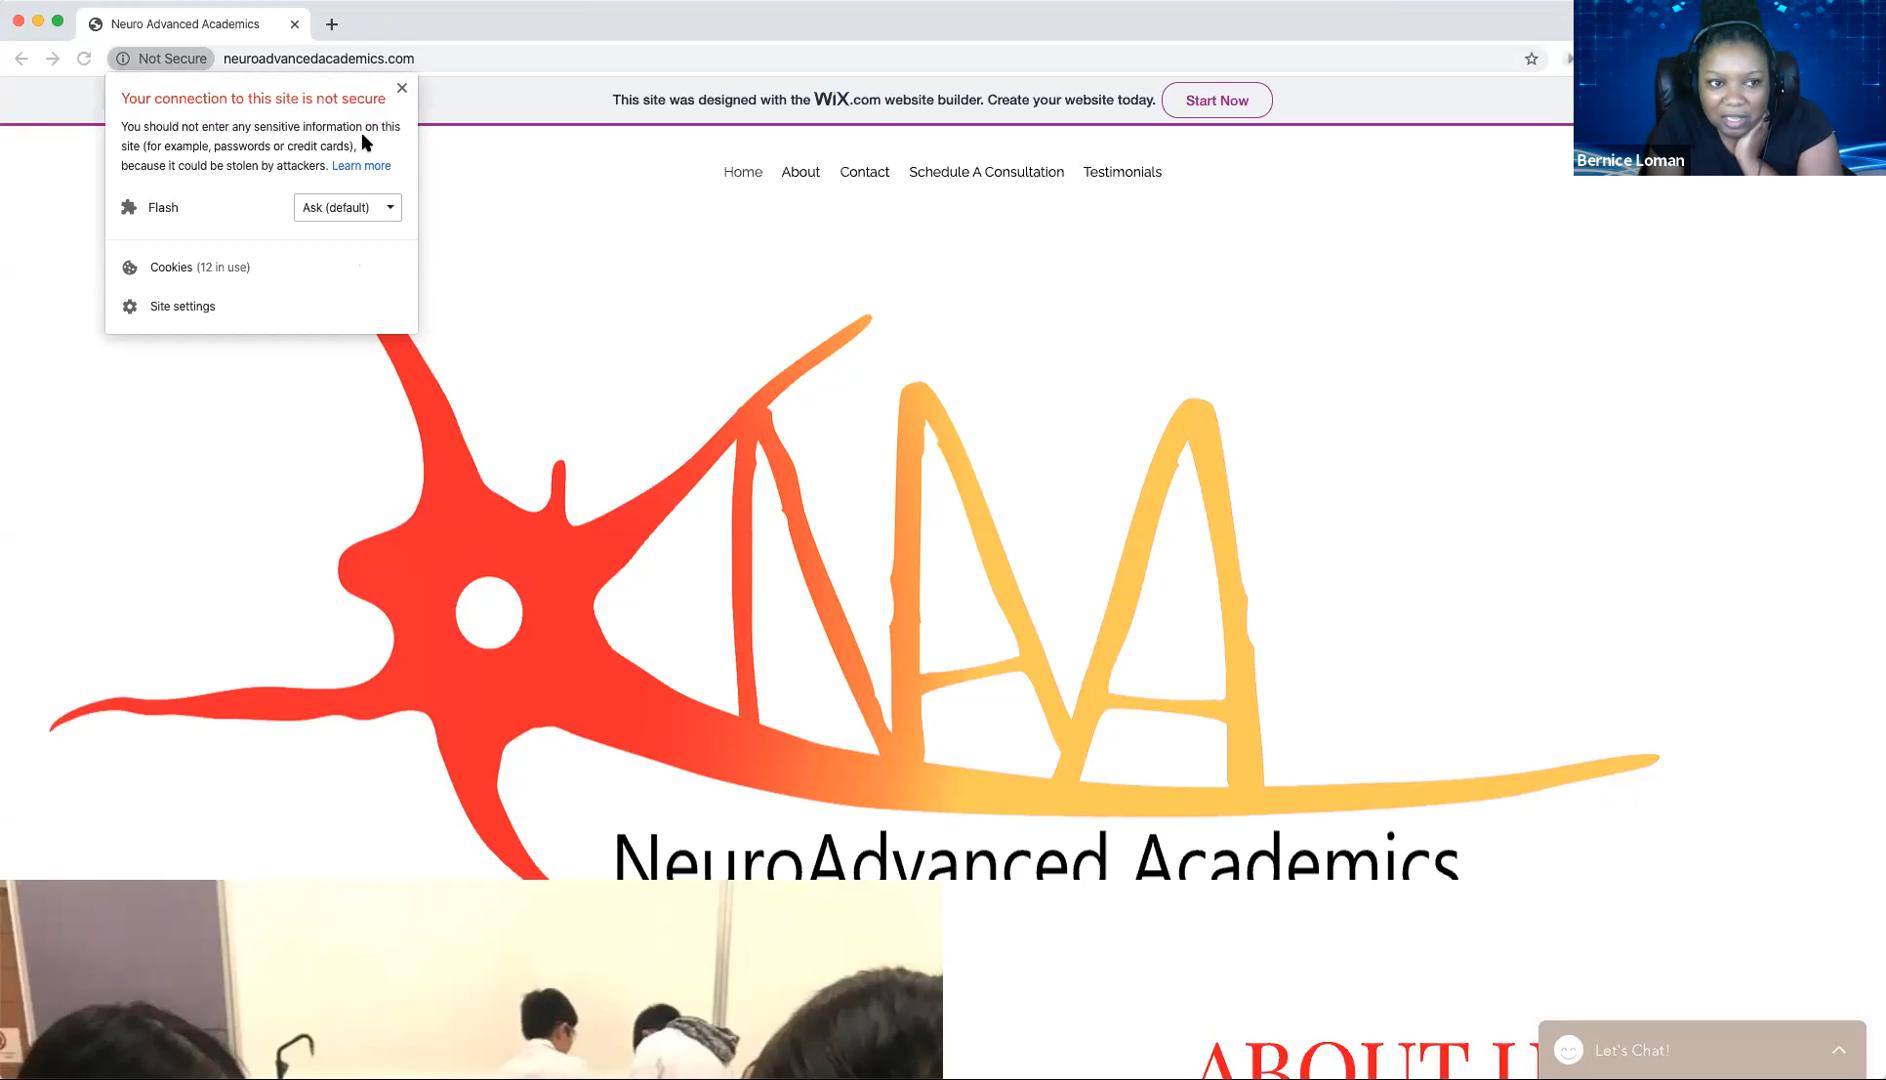 Neuro Advanced Academics
Not Secure
neuroadvancedacademics.com
Your connection to this site is not secure
You should not enter any sensitive information on this
site (for example, passwords or credit cards),
because it could be stolen by attackers. Learn more
Flash
Ask (default)
Cookies (12 in use)
Site settings
This site was designed with the WiX.com website builder. Create your website today.
Start Now
Bernice Loman
Home About Contact Schedule A Consultation Testimonials
NAA
NeuroAdvanced Academics
ABOUT
Let's Chat!